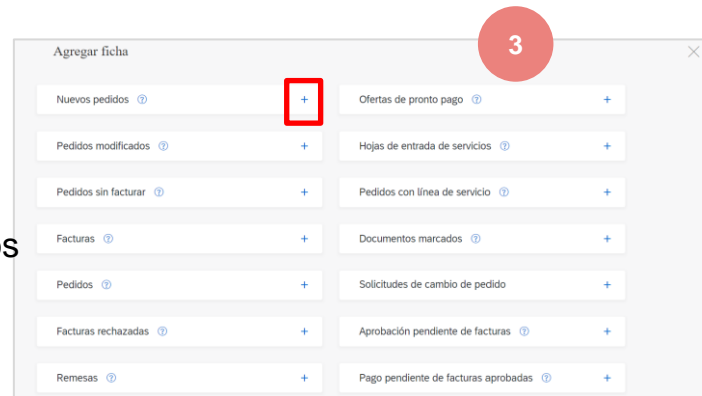 3
Agregar ficha
Nuevos pedidos
Ofertas de pronto pago
Pedidos modificados
Hojas de entrada de servicios
Pedidos sin facturar
Pedidos con línea de servicio
os
Facturas
Documentos marcados
Pedidos
Solicitudes de cambio de pedido
Facturas rechazadas
Aprobación pendiente de facturas
Remesas
Pago pendiente de facturas aprobadas